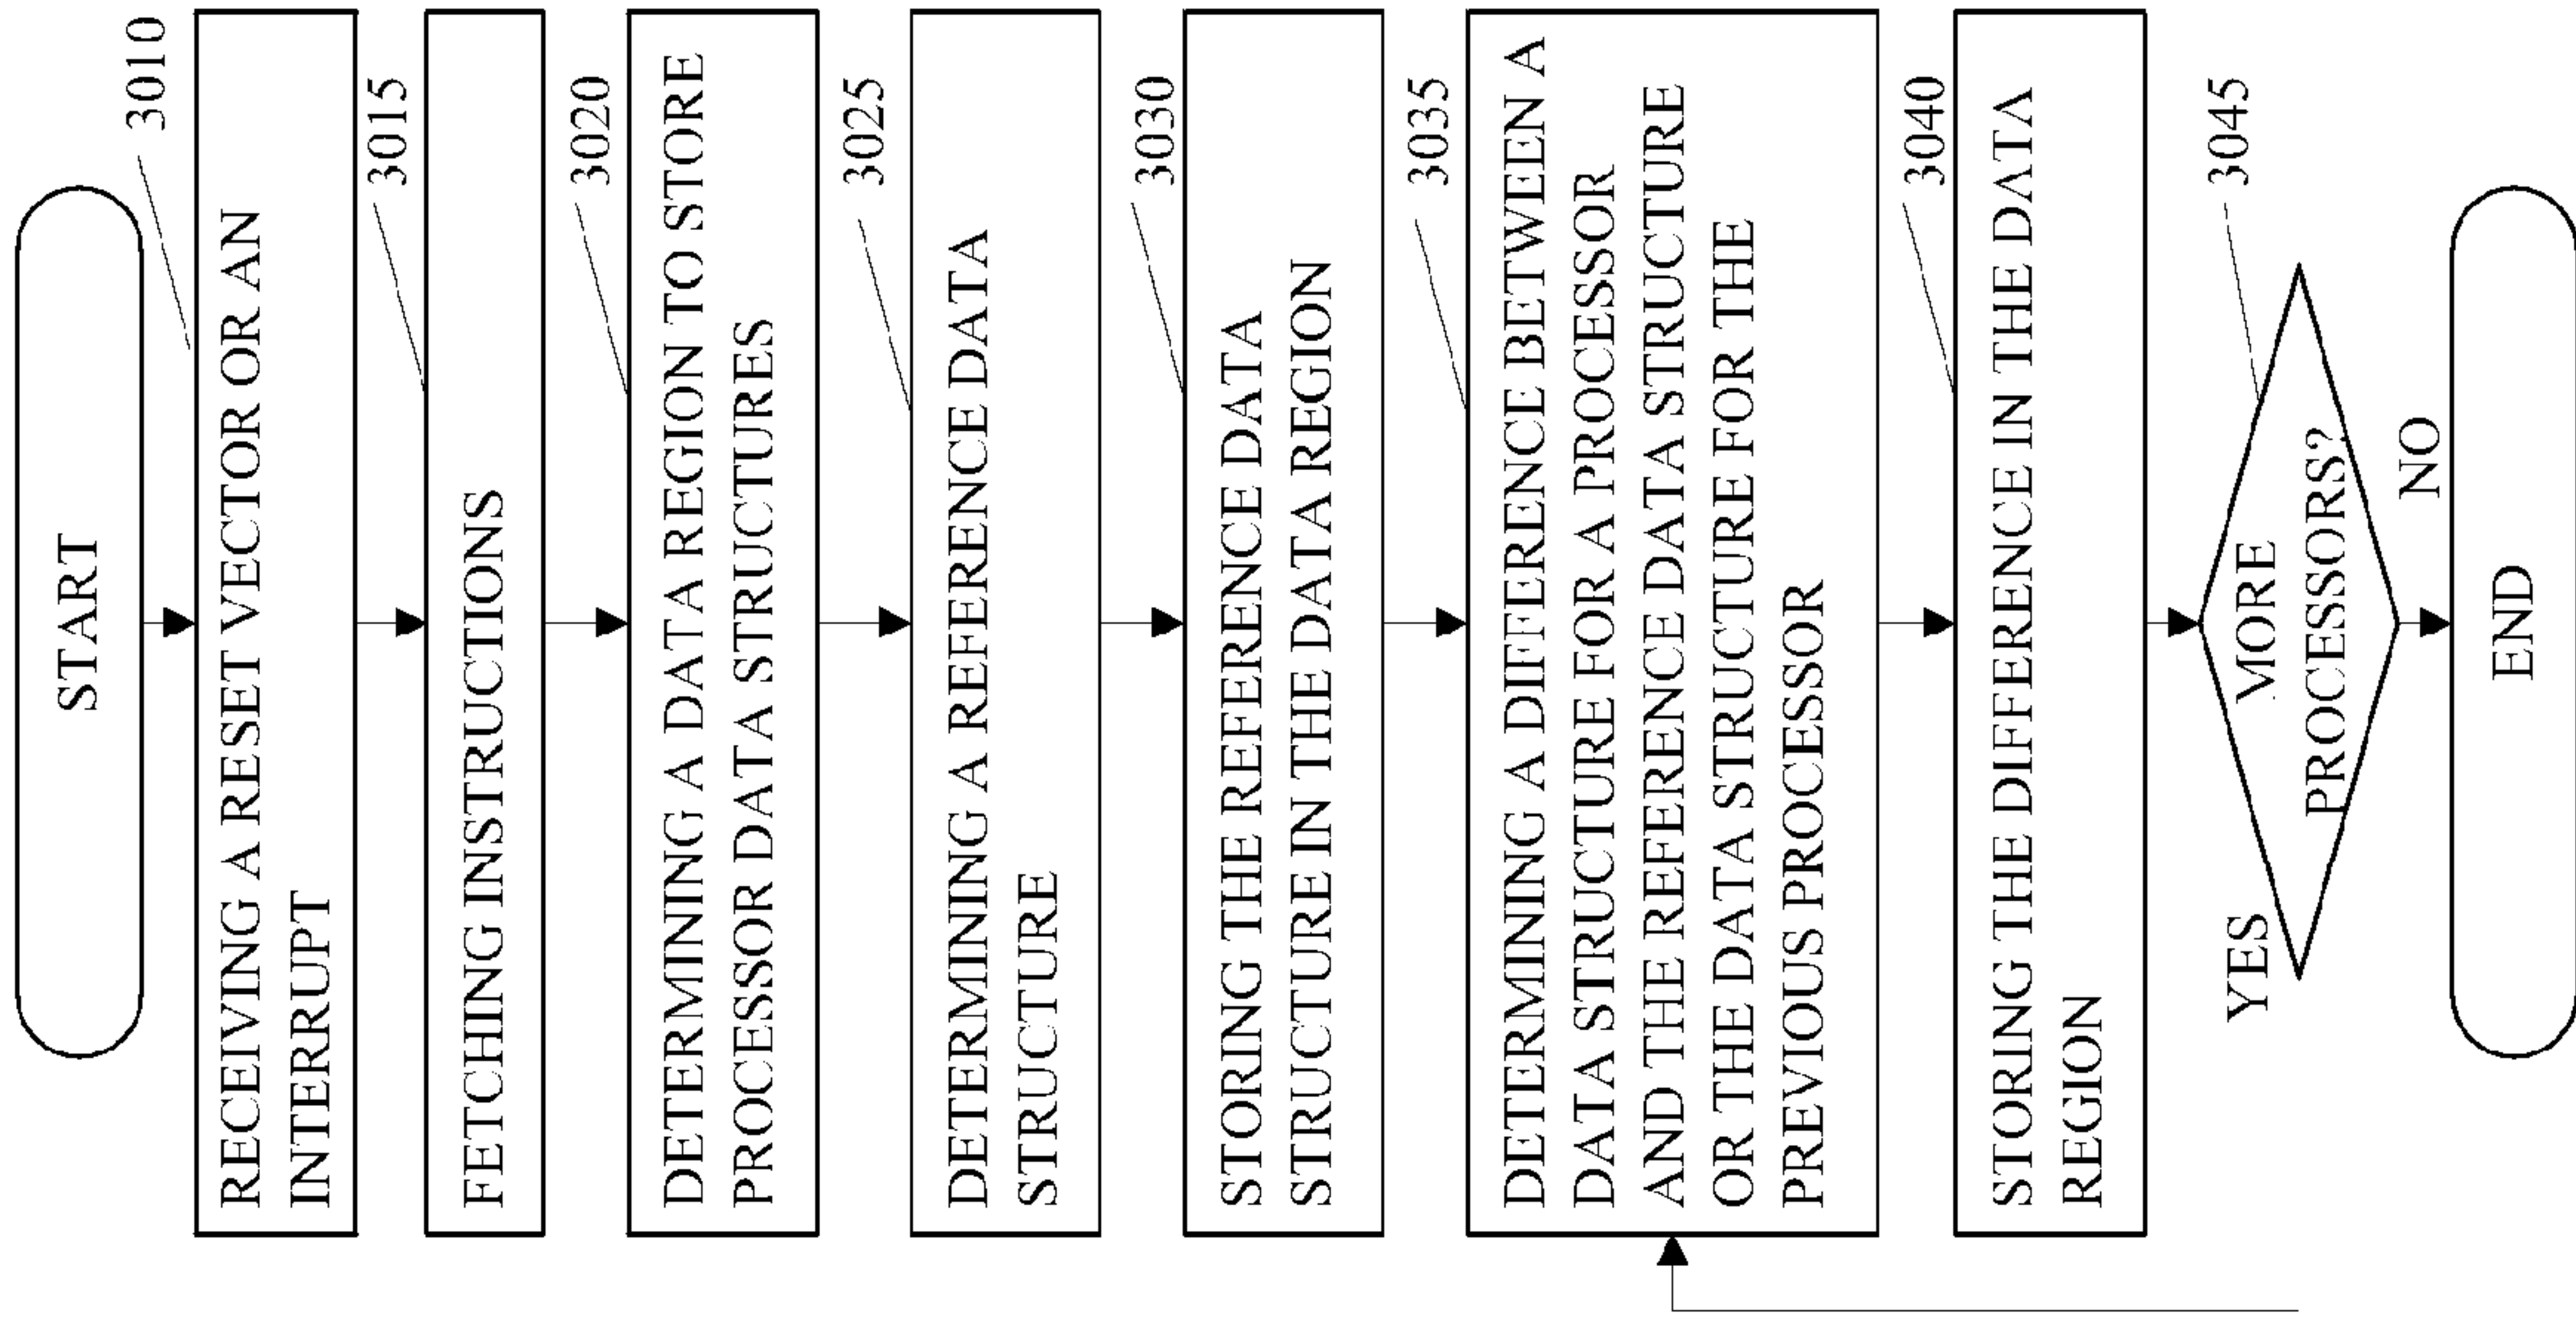 START
3010
RECEIVING A RESET VECTOR OR AN
INTERRUPT
3015
FETCHING INSTRUCTIONS
3020
DETERMINING A DATA REGION TO STORE
PROCESSOR DATA STRUCTURES
3025
DETERMINING A REFERENCE DATA
STRUCTURE
3030
STORING THE REFERENCE DATA
STRUCTURE IN THE DATA REGION
3035
DETERMINING A DIFFERENCE BETWEEN A
DATA STRUCTURE FOR A PROCESSOR
AND THE REFERENCE DATA STRUCTURE
OR THE DATA STRUCTURE FOR THE
PREVIOUS PROCESSOR
3040
STORING THE DIFFERENCE IN THE DATA
REGION
3045
YES
MORE
PROCESSORS?
NO
END